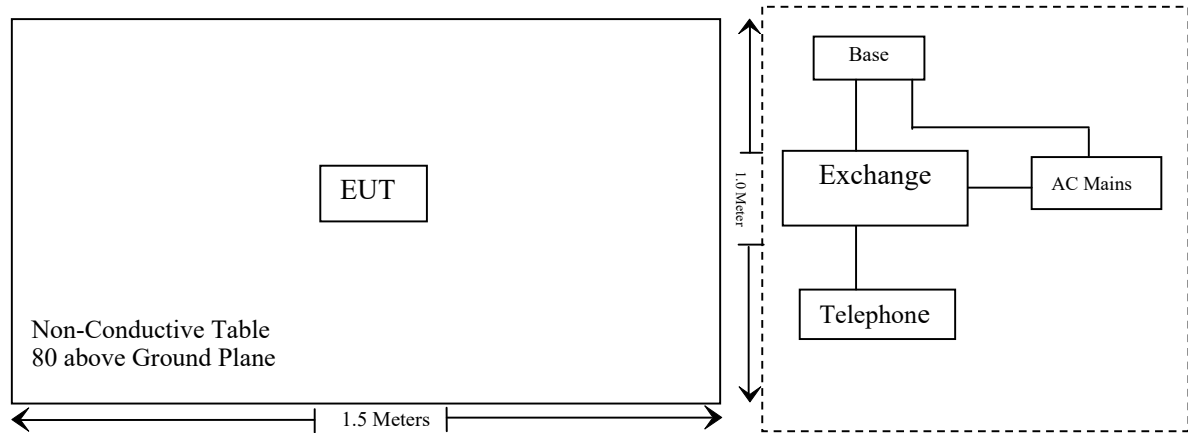 EUT
Non-Conductive Table
80 above Ground Plane
1.5 Meters
1.0 Meter
Base
Exchange
AC Mains
Telephone